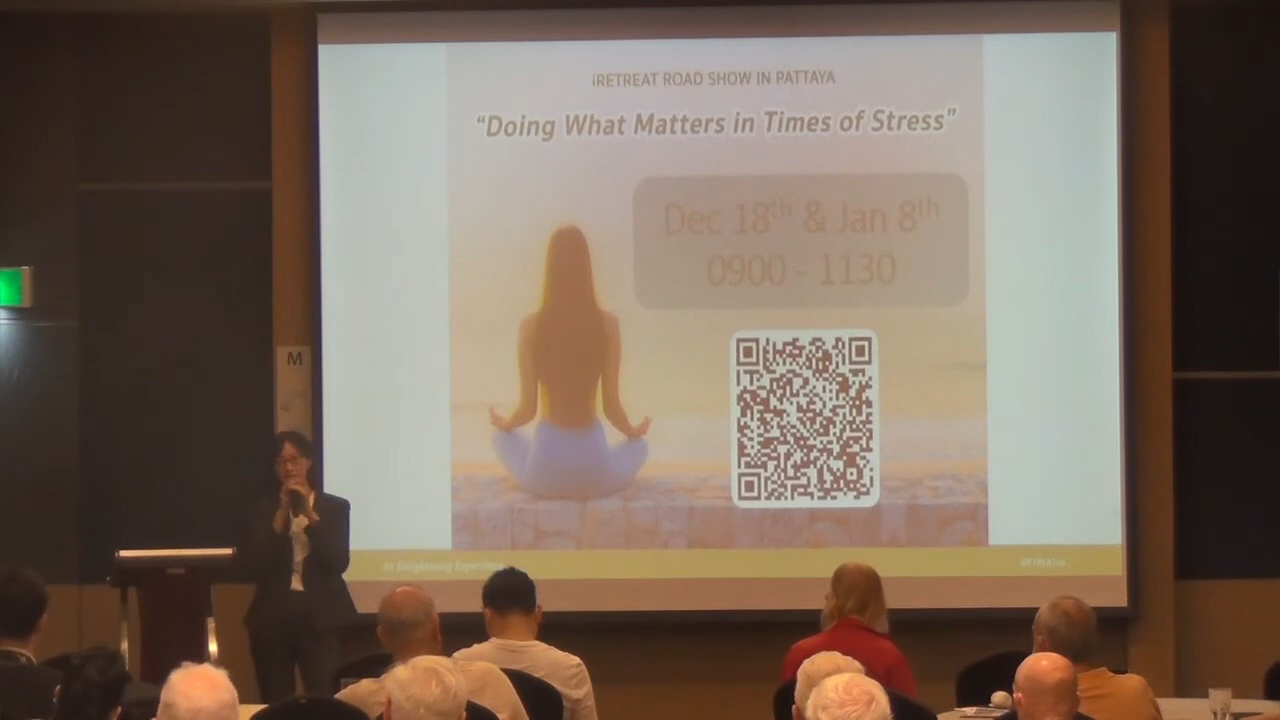 iRETREAT ROAD SHOW IN PATTAYA
“Doing What Matters in Times of Stress”
Dec 18th & Jan 8th
0900 - 1130
M
An Enlightening Experience